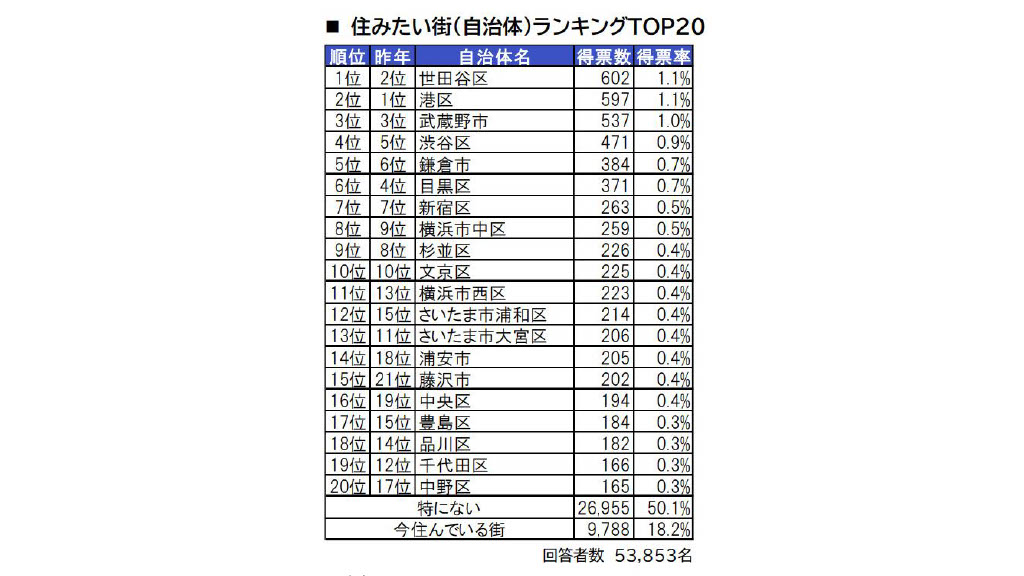 ■ 住みたい街(自治体)ランキングTOP20
順位 昨年 自治体名 得票数 得票率
1位 2位 世田谷区 602 1.1%
2位 1位 港区 597 1.1%
3位 3位 武蔵野市 537 1.0%
4位 5位 渋谷区 471 0.9%
5位 6位 鎌倉市 384 0.7%
6位 4位 目黒区 371 0.7%
7位 7位 新宿区 263 0.5%
8位 9位 横浜市中区 259 0.5%
9位 8位 杉並区 226 0.4%
10位 10位 文京区 225 0.4%
11位 13位 横浜市西区 223 0.4%
12位 15位 さいたま市浦和区 214 0.4%
13位 11位 さいたま市大宮区 206 0.4%
14位 18位 浦安市 205 0.4%
15位 21位 藤沢市 202 0.4%
16位 19位 中央区 194 0.4%
17位 15位 豊島区 184 0.3%
18位 14位 品川区 182 0.3%
19位 12位 千代田区 166 0.3%
20位 17位 中野区 165 0.3%
特にない 26,955 50.1%
今住んでいる街 9,788 18.2%
回答者数 53,853名